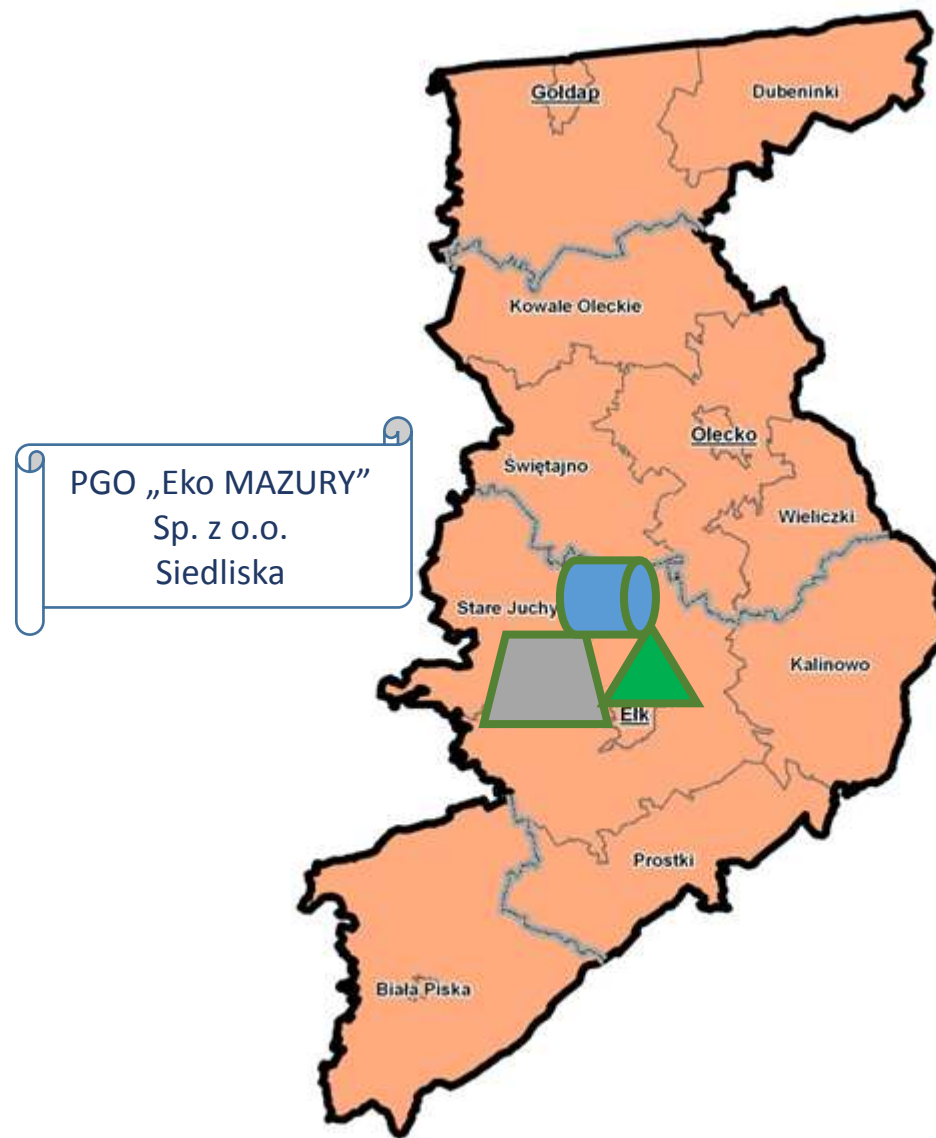 Gołdap
Dubeninki
Kowale Oleckie
Olecko
Świętajno
PGO „Eko MAZURY”
Sp. z o.o.
Siedliska
Wieliczki
Stare Juchy
Kalinowo
Ełk
Prostki
Biała Piska